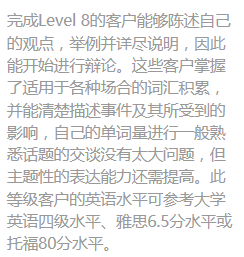 完成Level 8的客户能够陈述自己
的观点，举例并详尽说明，因此
能开始进行辩论。这些客户掌握
了适用于各种场合的词汇积累，
并能清楚描述事件及其所受到的
影响，自己的单词量进行一般熟
悉话题的交谈没有太大问题，但
主题性的表达能力还需提高。此
等级客户的英语水平可参考大学
英语四级水平、雅思6.5分水平或
托福80分水平。